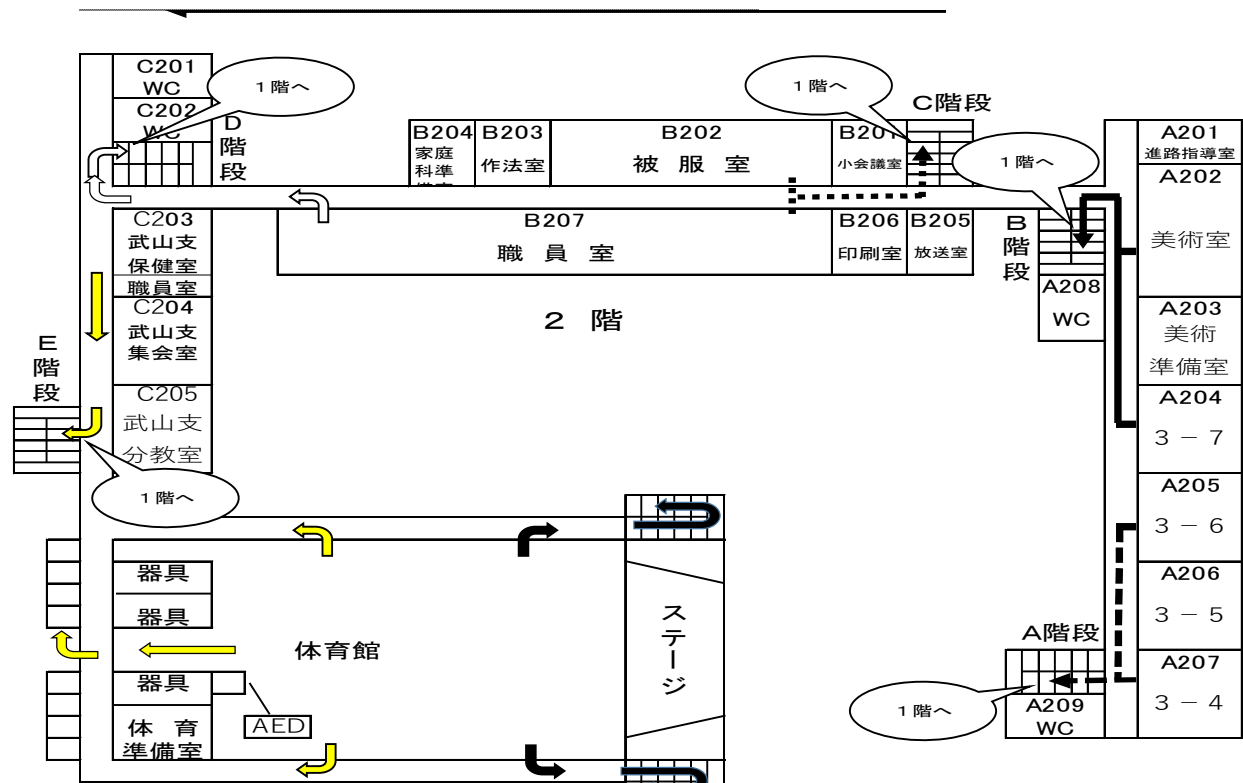 C201
WC
C202
WC
D
階
段
1階へ
1階へ
C階段
1階へ
B204
家庭
科準
B203
作法室
B202
被 服 室
B201
小会議室
A201
進路指導室
A202
美術室
C203
武山支
保健室
職員室
B207
職 員 室
B206
印刷室
B205
放送室
B
階
段
A208
WC
A203
美術
準備室
C204
武山支
集会室
2 階
E
階
段
C205
武山支
分教室
A204
3－7
1階へ
A205
3－6
器具
器具
体育館
ステージ
A206
3－5
A階段
器具
AED
体 育
準備室
1階へ
A209
WC
A207
3－4